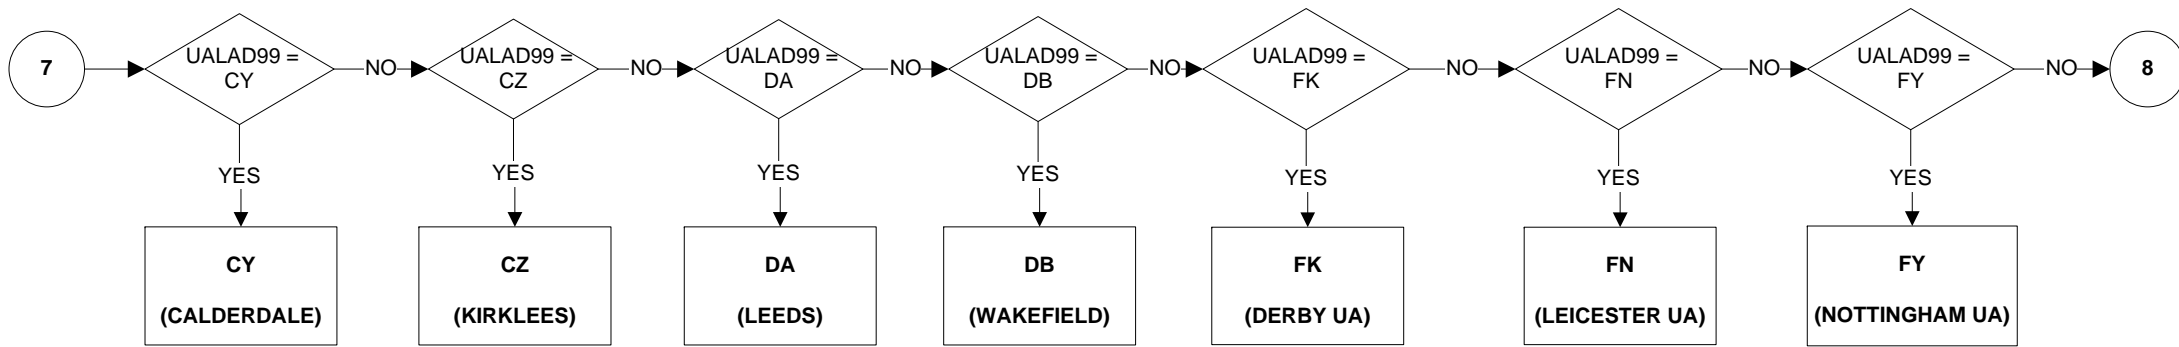 7
UALAD99 =
CY
NO
UALAD99 =
CZ
NO
UALAD99 =
DA
NO
UALAD99 =
DB
NO
UALAD99 =
FK
NO
UALAD99 =
FN
NO
UALAD99 =
FY
NO
8
YES
YES
YES
YES
YES
YES
YES
CY
(CALDERDALE)
CZ
(KIRKLEES)
DA
(LEEDS)
DB
(WAKEFIELD)
FK
(DERBY UA)
FN
(LEICESTER UA)
FY
(NOTTINGHAM UA)